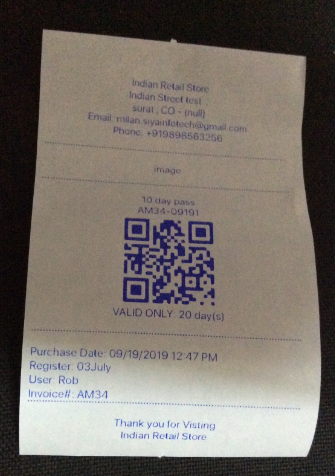 Indian Retail Store
Indian Street test ,
surat , CO - (null)
Email: milan.siyainfotech@gmail.com
Phone: +919898563256
image
10 day pass
AM34-09191
VALID ONLY: 20 day(s)
Purchase Date: 09/19/2019 12:47 PM
Register: 03July
User: Rob
Invoice#: AM34
Thank you for Visting
Indian Retail Store